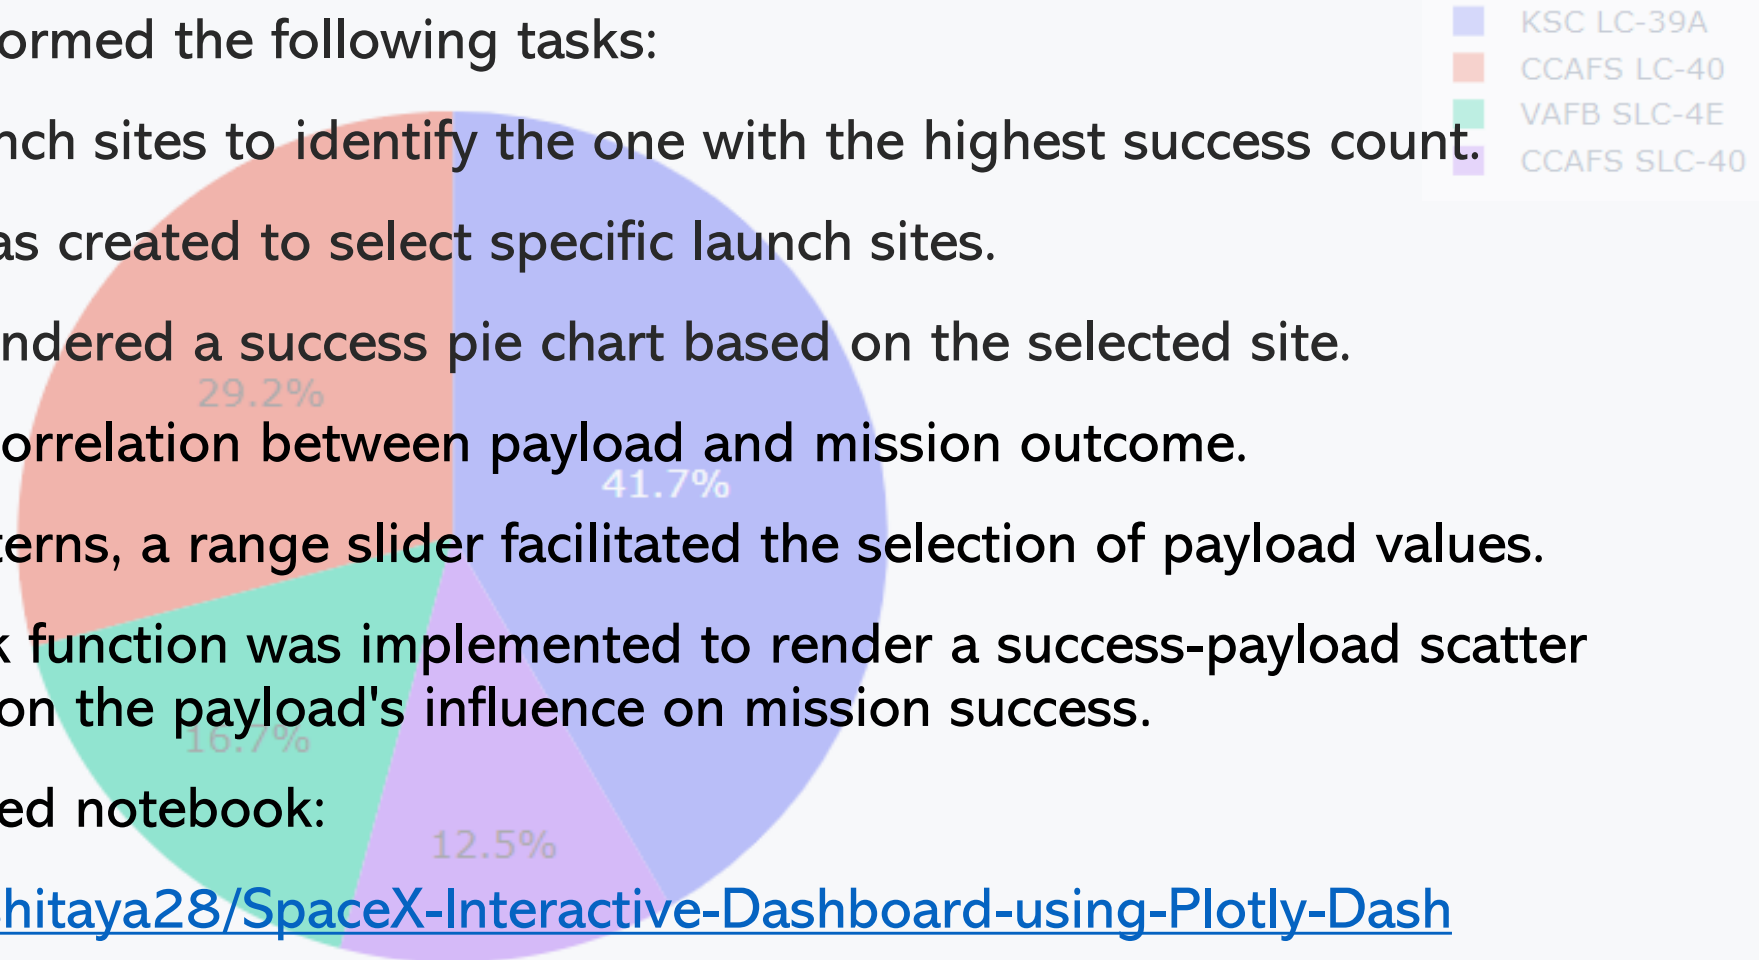 ormed the following tasks:
nch sites to identify the one with the highest success count.
as created to select specific launch sites.
ndered a success pie chart based on the selected site.
orrelation between payload and mission outcome.
terns, a range slider facilitated the selection of payload values.
k function was implemented to render a success-payload scatter
on the payload's influence on mission success.
ed notebook:
hitaya28/SpaceX-Interactive-Dashboard-using-Plotly-Dash
KSC LC-39A
CCAFS LC-40
VAFB SLC-4E
CCAFS SLC-40
29.2%
41.7%
16.7%
12.5%